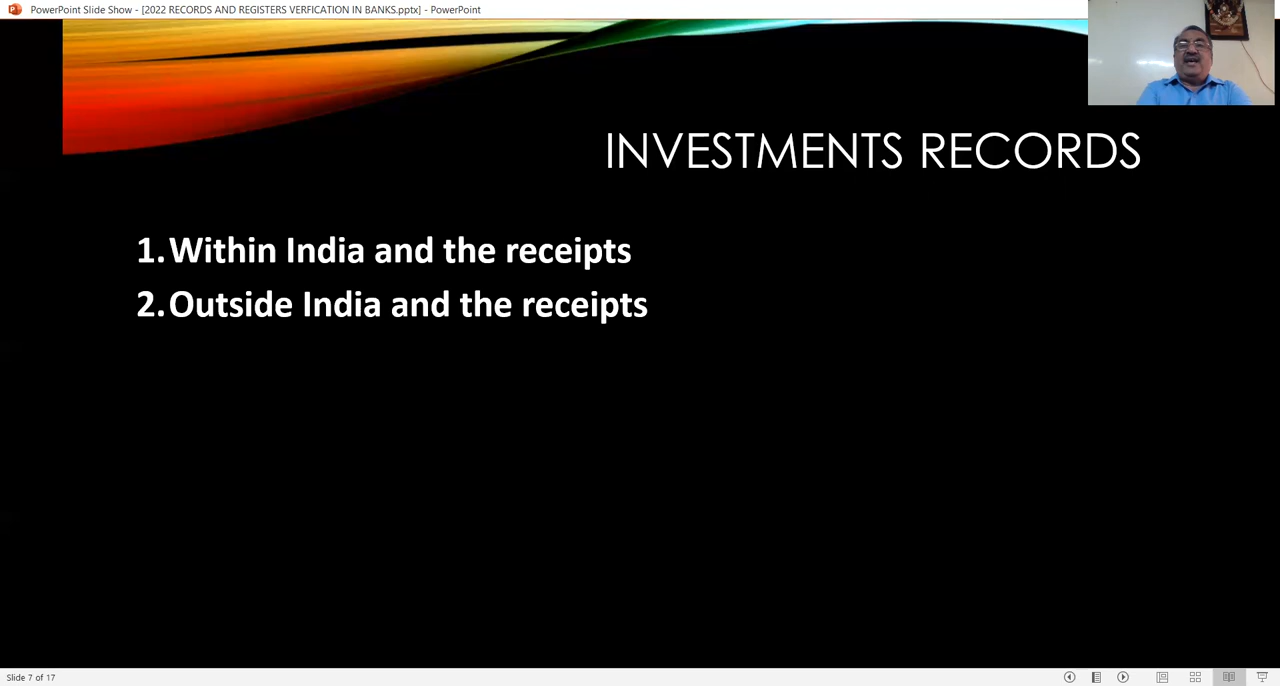 PowerPoint Slide Show - [2022 RECORDS AND REGISTERS VERFICATION IN BANKS.pptx] - PowerPoint
INVESTMENTS RECORDS
1. Within India and the receipts
2. Outside India and the receipts
Slide 7 of 17